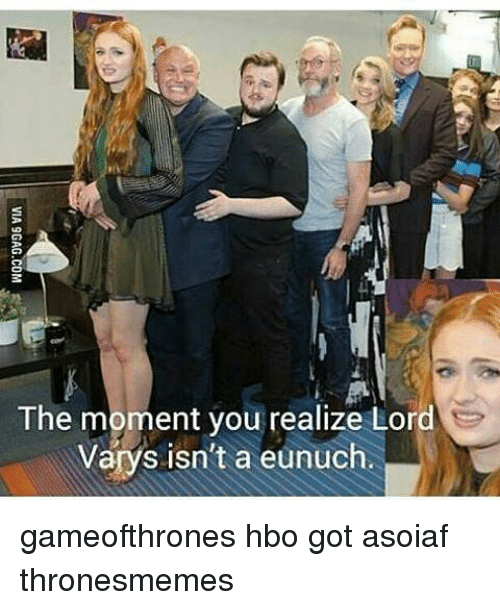 VIA 9GAG.COM
The moment you realize Lord
Varys isn't a eunuch.
gameofthrones hbo got asoiaf
thronesmemes